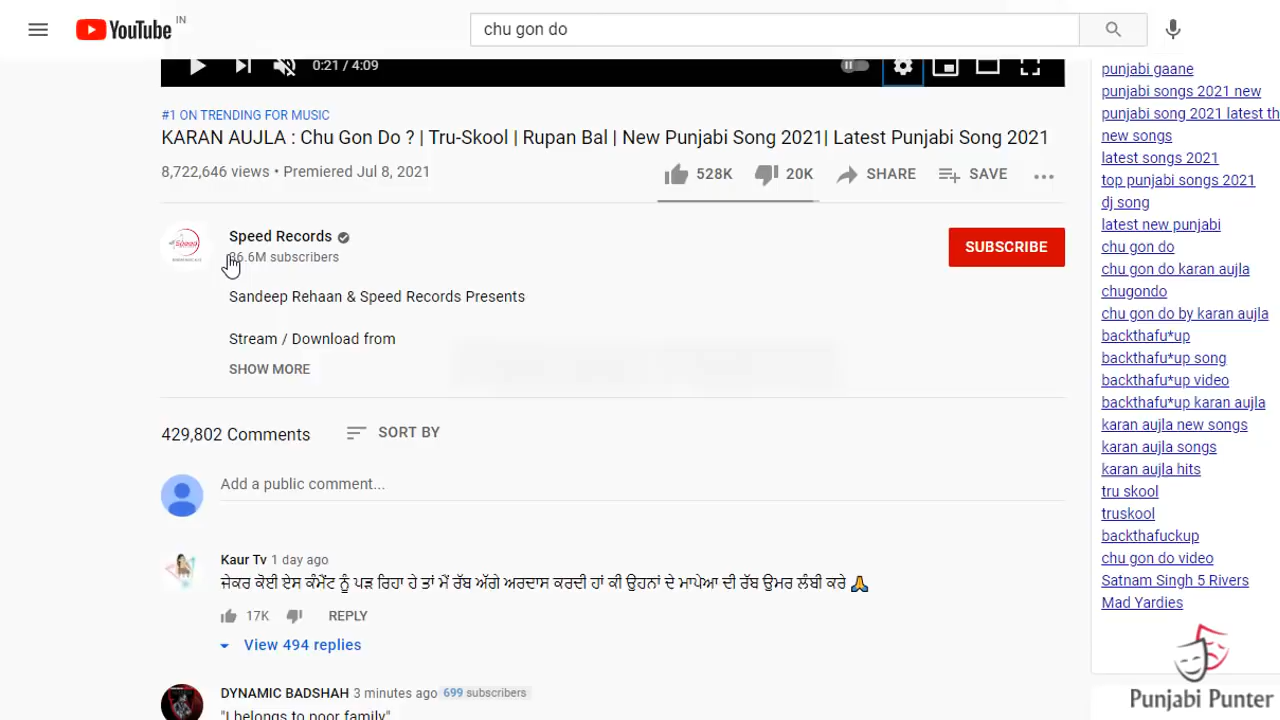 YouTube IN
chu gon do
0:21 / 4:09
#1 ON TRENDING FOR MUSIC
KARAN AUJLA : Chu Gon Do ? | Tru-Skool | Rupan Bal | New Punjabi Song 2021| Latest Punjabi Song 2021
8,722,646 views • Premiered Jul 8, 2021
528K 20K SHARE SAVE
Speed Records
36.6M subscribers
SUBSCRIBE
Sandeep Rehaan & Speed Records Presents
Stream / Download from
SHOW MORE
429,802 Comments SORT BY
Add a public comment...
Kaur Tv 1 day ago
ਜੇਕਰ ਕੋਈ ਏਸ ਕੰਮੇਂਟ ਨੂੰ ਪੜ ਰਿਹਾ ਹੇ ਤਾਂ ਮੇਂ ਰੱਬ ਅੱਗੇ ਅਰਦਾਸ ਕਰਦੀ ਹਾਂ ਕੀ ਉਹਨਾਂ ਦੇ ਮਾਪੇਆ ਦੀ ਰੱਬ ਉਮਰ ਲੰਬੀ ਕਰੇ 🙏
17K REPLY
View 494 replies
DYNAMIC BADSHAH 3 minutes ago 699 subscribers
"I belongs to poor family"
punjabi gaane
punjabi songs 2021 new
punjabi song 2021 latest th
new songs
latest songs 2021
top punjabi songs 2021
dj song
latest new punjabi
chu gon do
chu gon do karan aujla
chugondo
chu gon do by karan aujla
backthafu*up
backthafu*up song
backthafu*up video
backthafu*up karan aujla
karan aujla new songs
karan aujla songs
karan aujla hits
tru skool
truskool
backthafuckup
chu gon do video
Satnam Singh 5 Rivers
Mad Yardies
Punjabi Punter